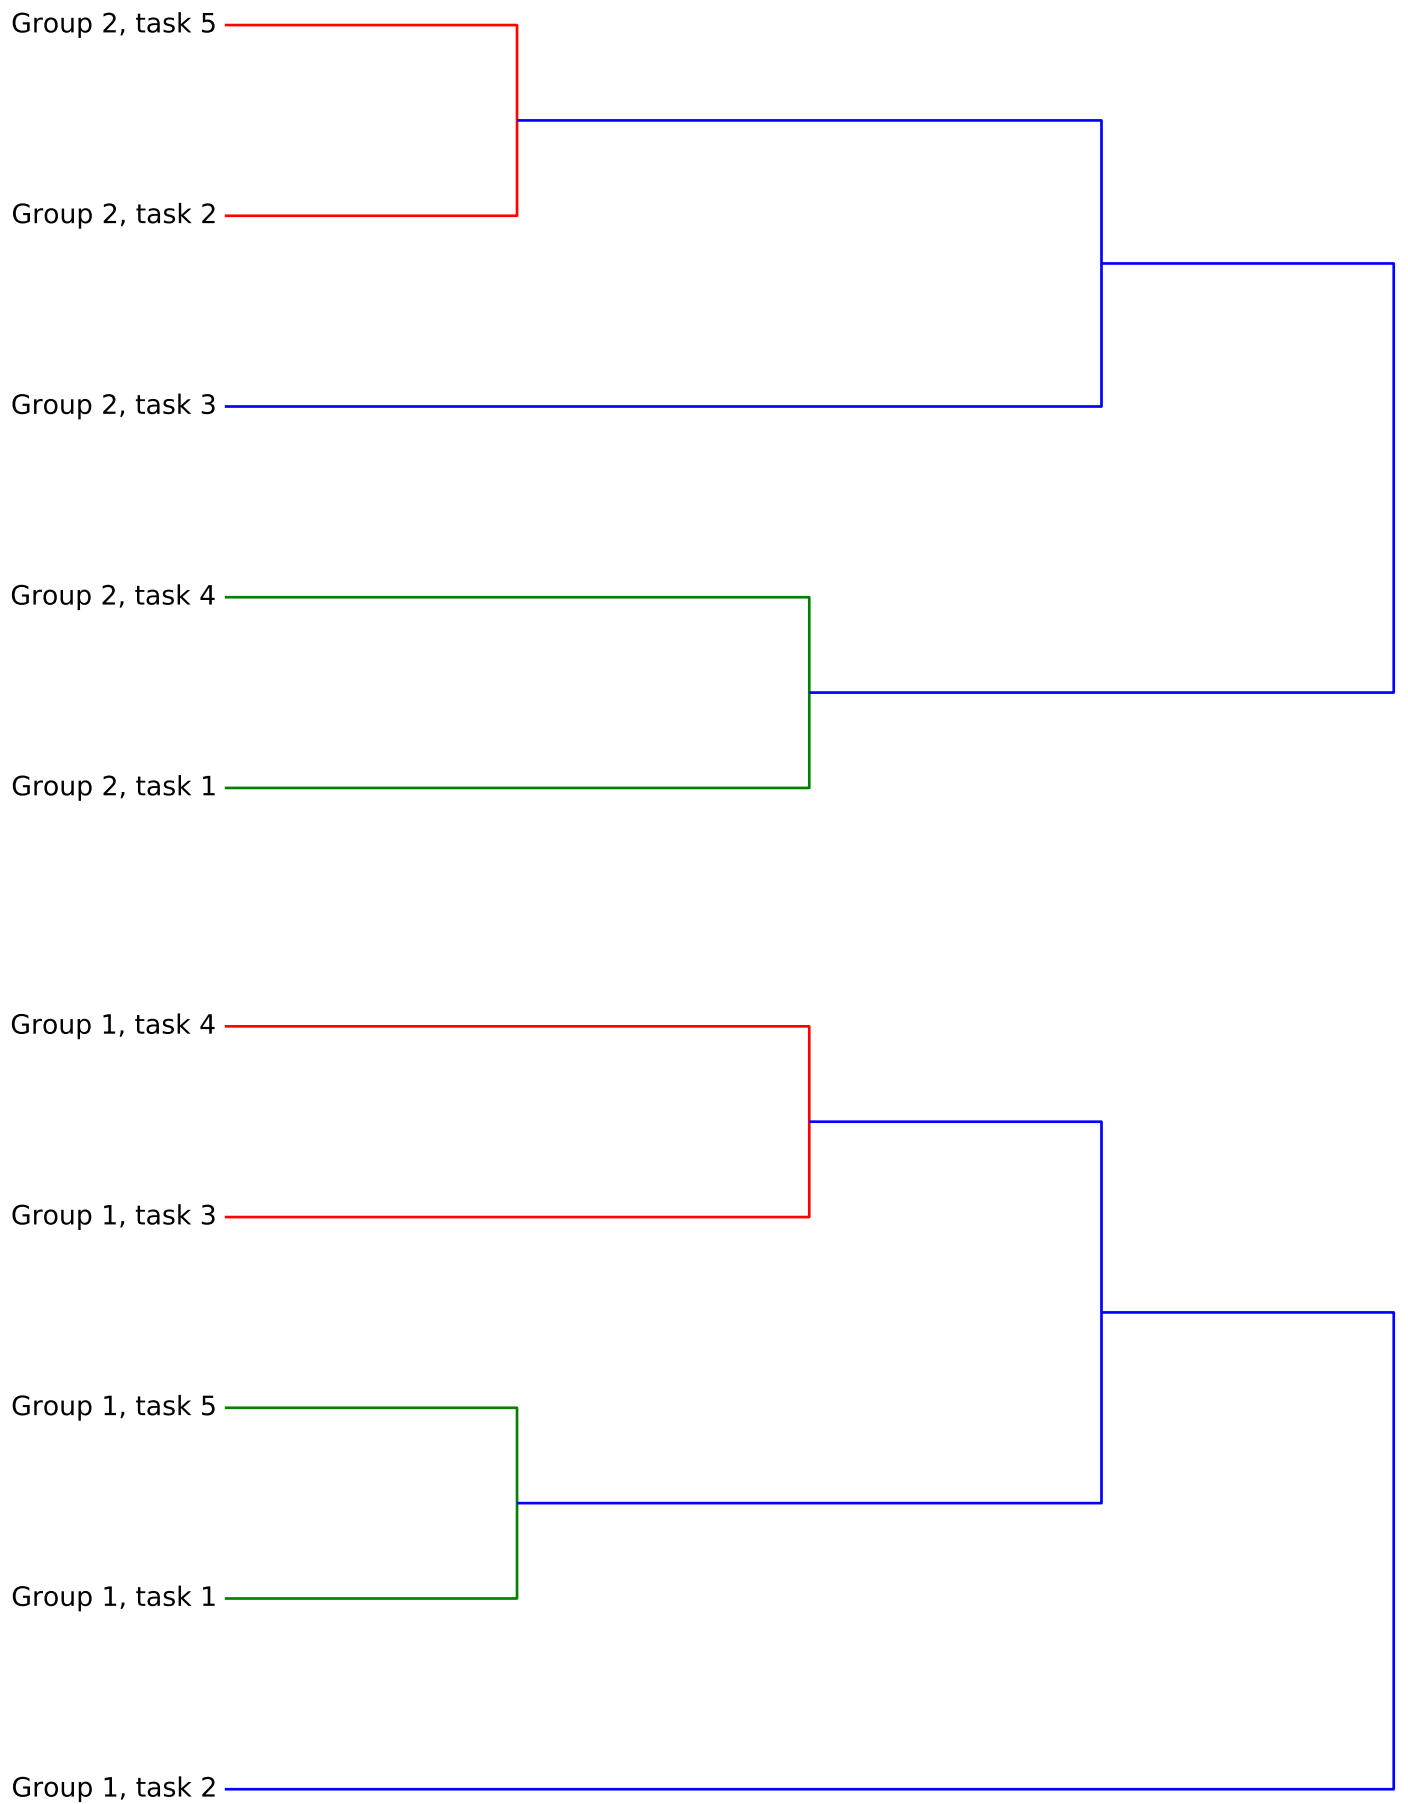 Group 2, task 5
Group 2, task 2
Group 2, task 3
Group 2, task 4
Group 2, task 1
Group 1, task 4
Group 1, task 3
Group 1, task 5
Group 1, task 1
Group 1, task 2